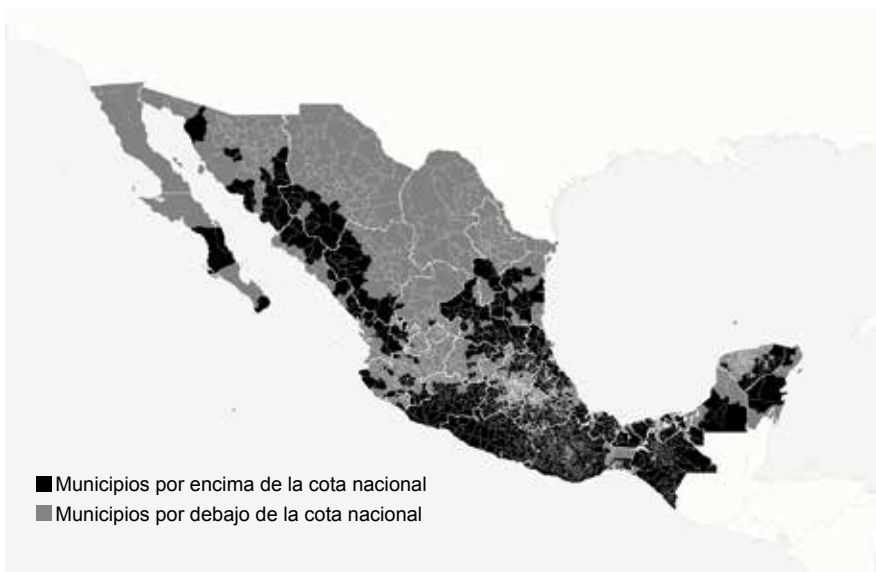 Municipios por encima de la cota nacional
Municipios por debajo de la cota nacional